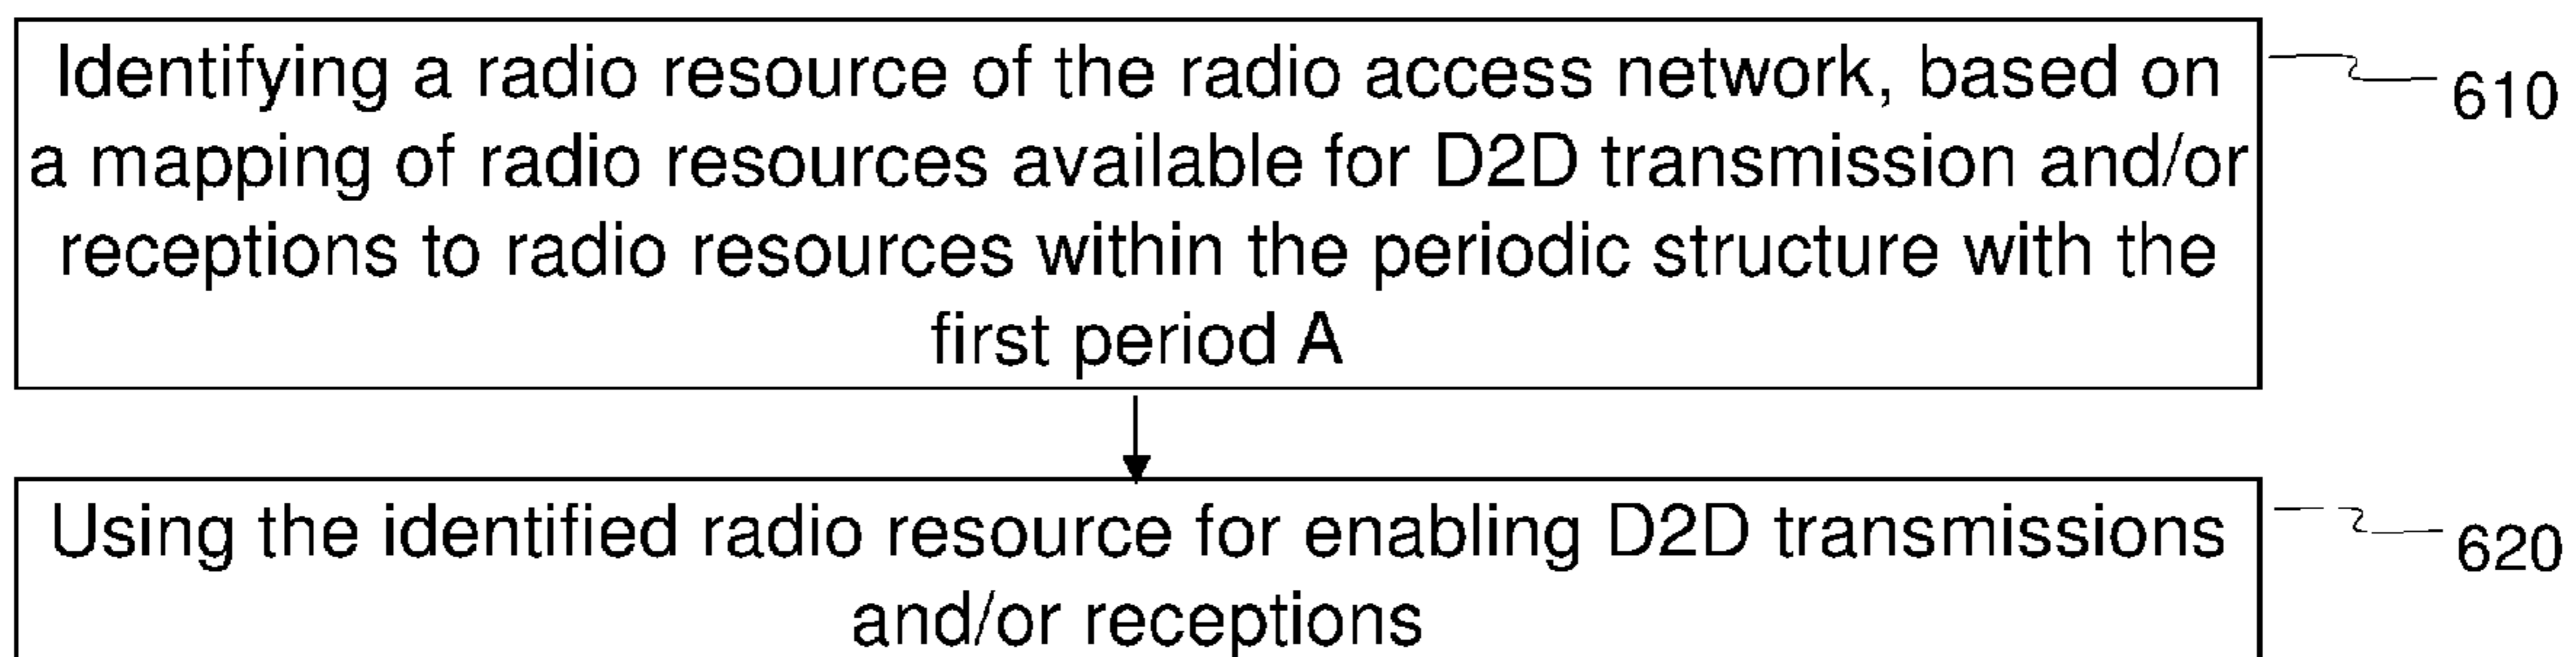 Identifying a radio resource of the radio access network, based on
610
a mapping of radio resources available for D2D transmission and/or
receptions to radio resources within the periodic structure with the
first period A
Using the identified radio resource for enabling D2D transmissions
620
and/or receptions